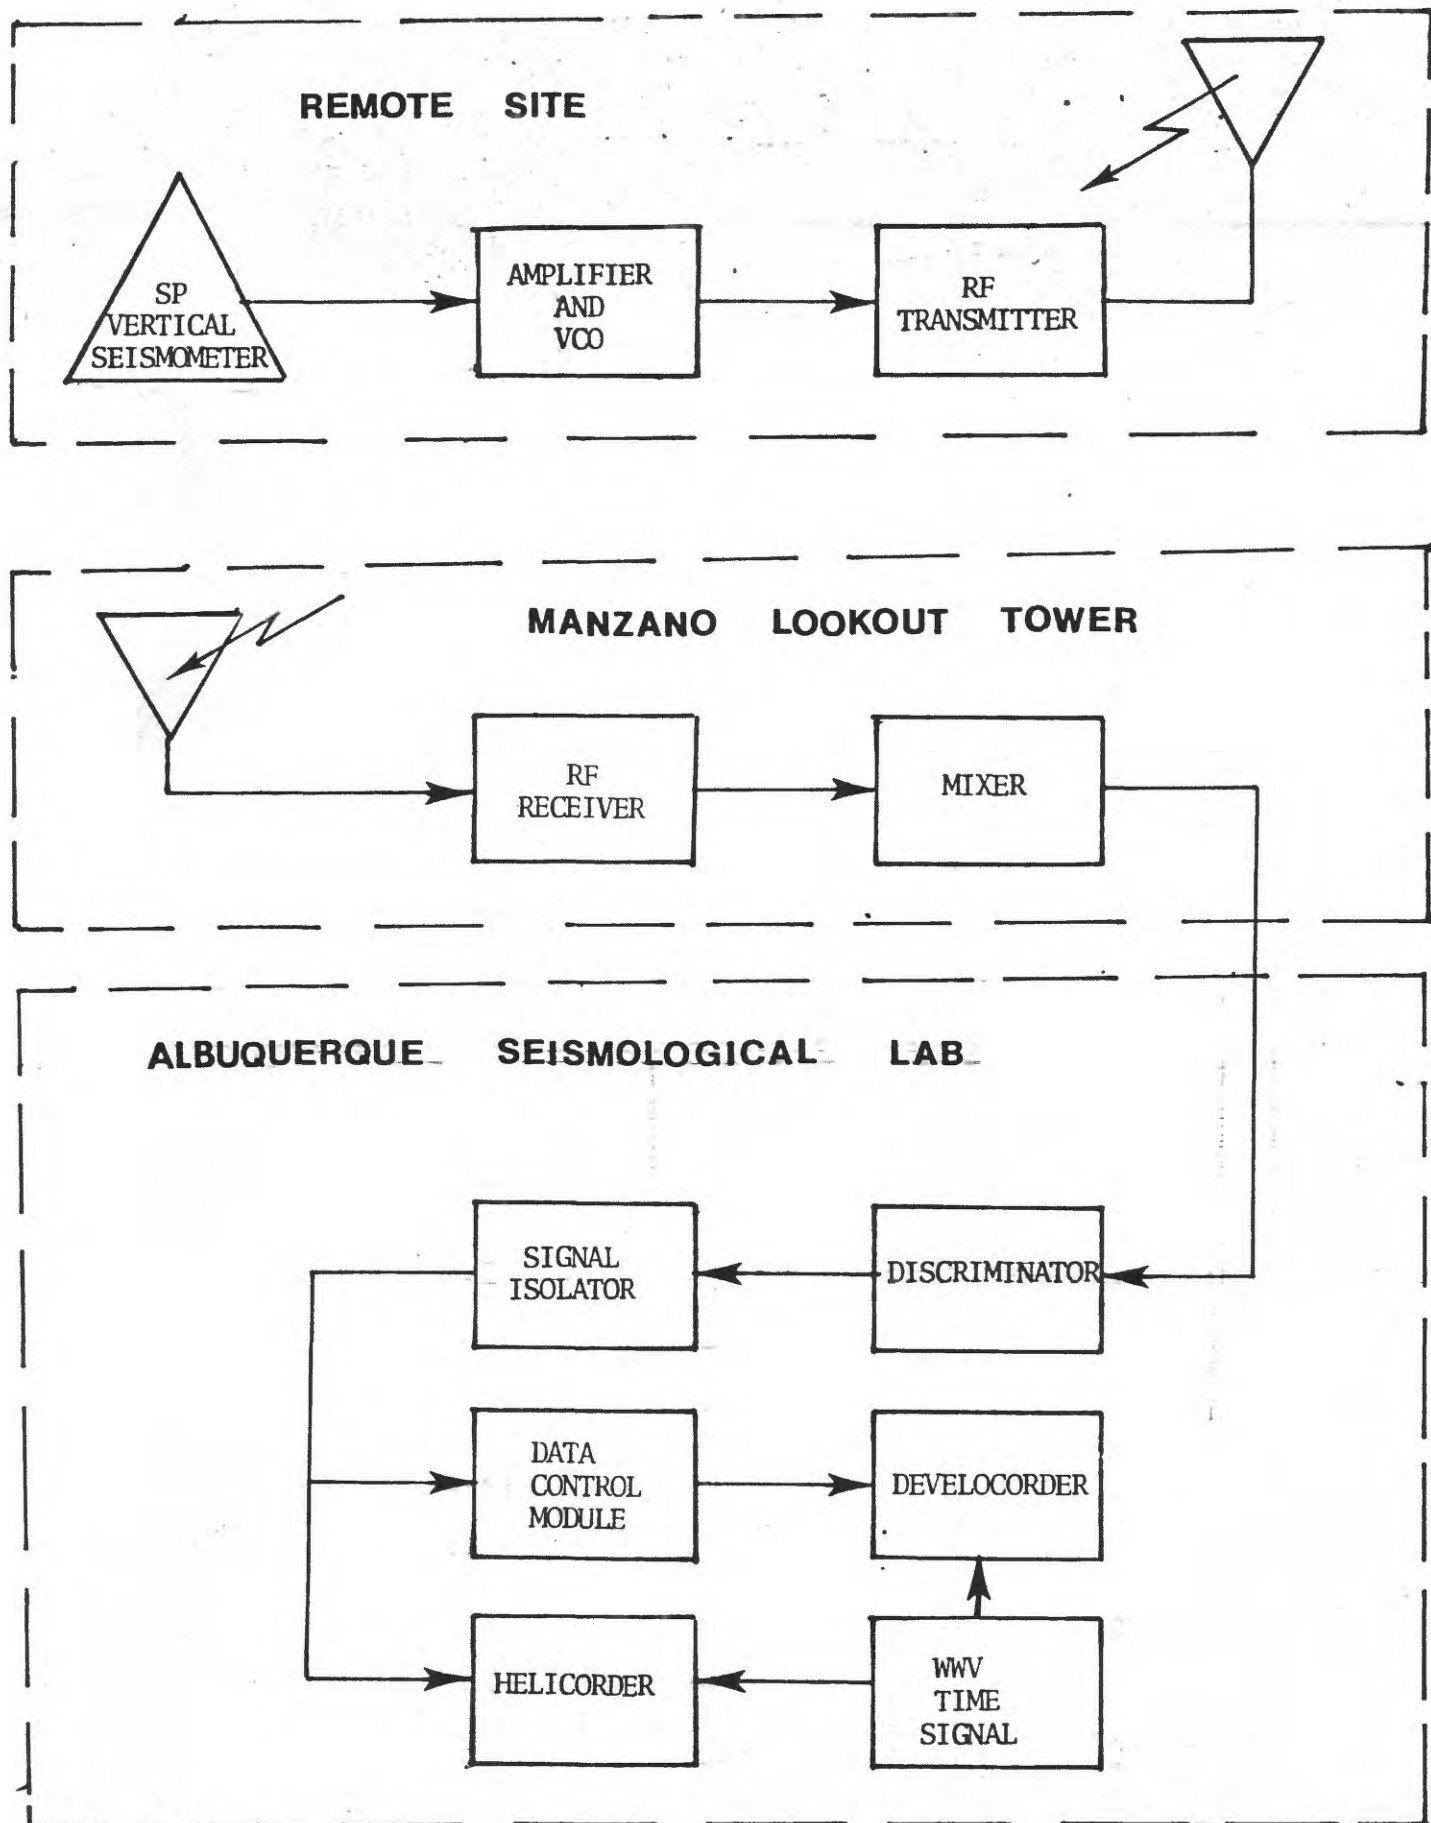 REMOTE SITE
SP
VERTICAL
SEISMOMETER
AMPLIFIER
AND
VCO
RF
TRANSMITTER
MANZANO LOOKOUT TOWER
RF
RECEIVER
MIXER
ALBUQUERQUE SEISMOLOGICAL LAB
SIGNAL
ISOLATOR
DISCRIMINATOR
DATA
CONTROL
MODULE
DEVELOCORDER
HELICORDER
WWV
TIME
SIGNAL